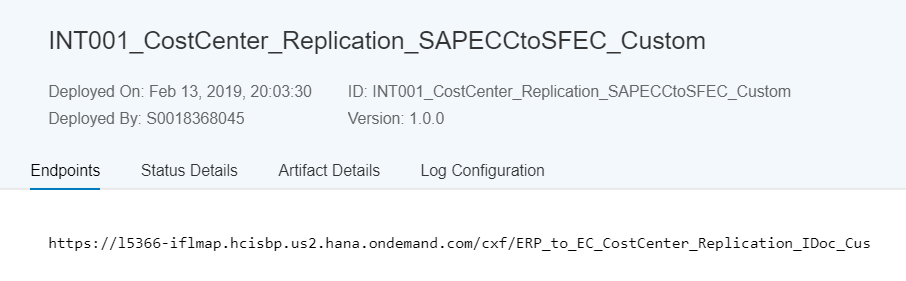 INT001_CostCenter_Replication_SAPECCtoSFEC_Custom
Deployed On: Feb 13, 2019, 20:03:30 ID: INT001_CostCenter_Replication_SAPECCtoSFEC_Custom
Deployed By: S0018368045 Version: 1.0.0
Endpoints Status Details Artifact Details Log Configuration
https://l5366-iflmap.hcisbp.us2.hana.ondemand.com/cxf/ERP_to_EC_CostCenter_Replication_IDoc_Cus